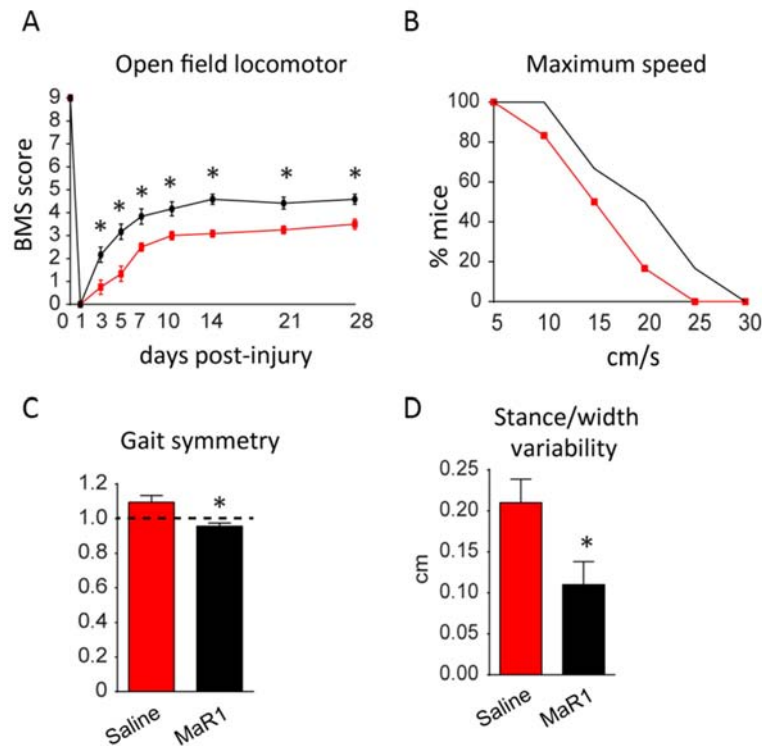 A
Open field locomotor
BMS score
9
8
7
6
5
4
3
2
1
0
* * * * * * *
0 1 3 5 7 10 14 21 28
days post-injury
B
Maximum speed
% mice
100
80
60
40
20
0
5 10 15 20 25 30
cm/s
C
Gait symmetry
1.2
1.0
0.8
0.6
0.4
0.2
0
*
Saline MaR1
D
Stance/width
variability
cm
0.25
0.20
0.15
0.10
0.05
0.00
*
Saline MaR1